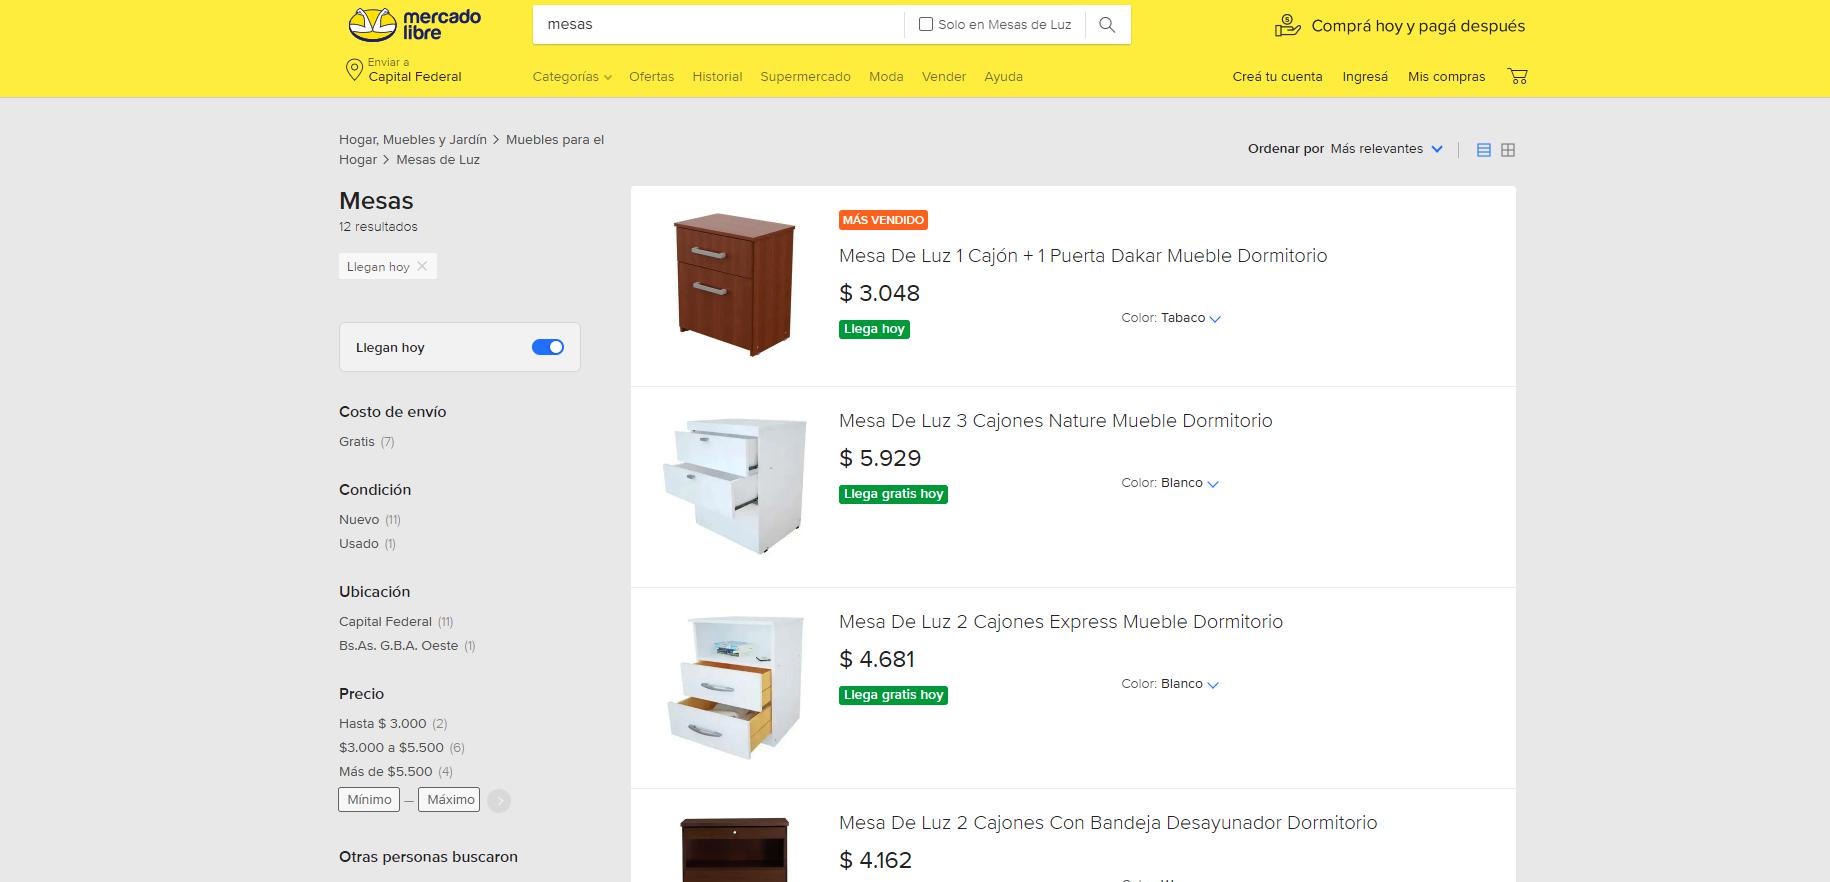 mercado
libre
mesas
Solo en Mesas de Luz
Comprá hoy y pagá después
Enviar a
Capital Federal
Categorías
Ofertas
Historial
Supermercado
Moda
Vender
Ayuda
Creá tu cuenta
Ingresá
Mis compras
Hogar, Muebles y Jardín > Muebles para el
Hogar > Mesas de Luz
Ordenar por Más relevantes
Mesas
12 resultados
Llegan hoy
Llegan hoy
Costo de envío
Gratis (7)
Condición
Nuevo (11)
Usado (1)
Ubicación
Capital Federal (11)
Bs.As. G.B.A. Oeste (1)
Precio
Hasta $ 3.000 (2)
$3.000 a $5.500 (6)
Más de $5.500 (4)
Mínimo — Máximo
Otras personas buscaron
MÁS VENDIDO
Mesa De Luz 1 Cajón + 1 Puerta Dakar Mueble Dormitorio
$ 3.048
Color: Tabaco
Llega hoy
Mesa De Luz 3 Cajones Nature Mueble Dormitorio
$ 5.929
Color: Blanco
Llega gratis hoy
Mesa De Luz 2 Cajones Express Mueble Dormitorio
$ 4.681
Color: Blanco
Llega gratis hoy
Mesa De Luz 2 Cajones Con Bandeja Desayunador Dormitorio
$ 4.162